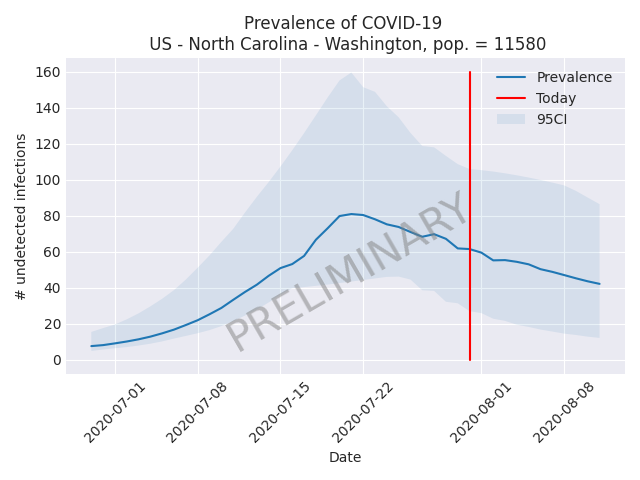 Prevalence of COVID-19
US - North Carolina - Washington, pop. = 11580
Prevalence
Today
95CI
160
140
120
100
80
60
40
20
0
# undetected infections
PRELIMINARY
2020-07-01
2020-07-08
2020-07-15
2020-07-22
2020-08-01
2020-08-08
Date